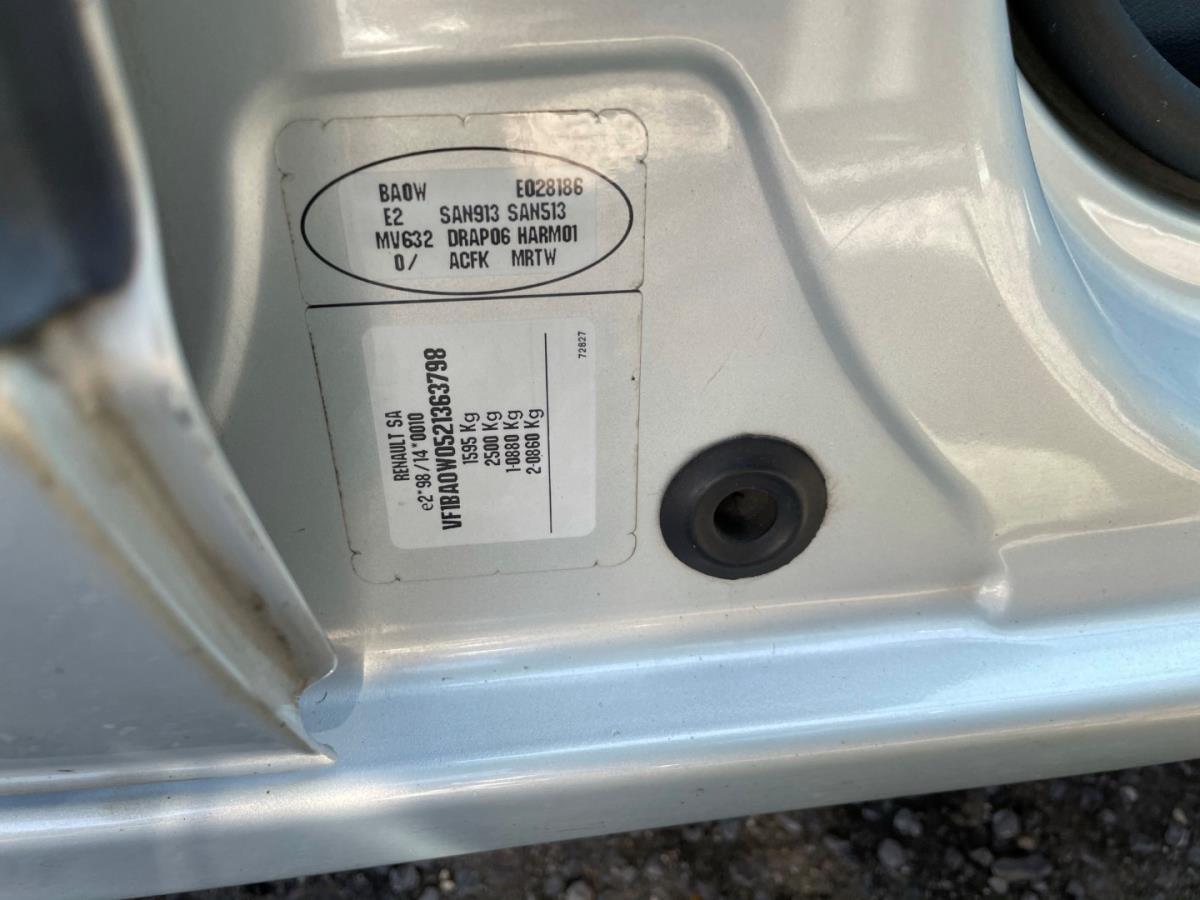 BA0W E028186
E2 SAN913 SAN513
MV632 DRAP06 HARM01
0/ ACFK MRTW
RENAULT SA
e2*98/14*0010
VF1BA0W0521363798
1595 Kg
2500 Kg
1-0880 Kg
2-0860 Kg
72827